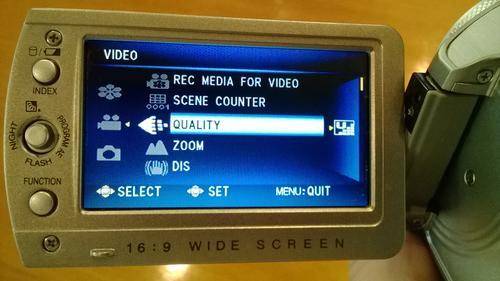 VIDEO
REC MEDIA FOR VIDEO
SCENE COUNTER
QUALITY
ZOOM
DIS
SELECT SET MENU: QUIT
INDEX
NIGHT
PROGRAM AE
FLASH
FUNCTION
16:9 WIDE SCREEN